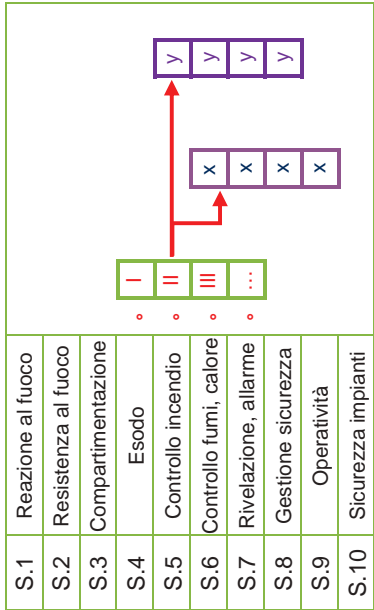 S.1 Reazione al fuoco
S.2 Resistenza al fuoco
S.3 Compartimentazione
S.4 Esodo
S.5 Controllo incendio
S.6 Controllo fumi, calore
S.7 Rivelazione, allarme
S.8 Gestione sicurezza
S.9 Operatività
S.10 Sicurezza impianti
° I
° II
° III
° …
x
x
x
x
y
y
y
y